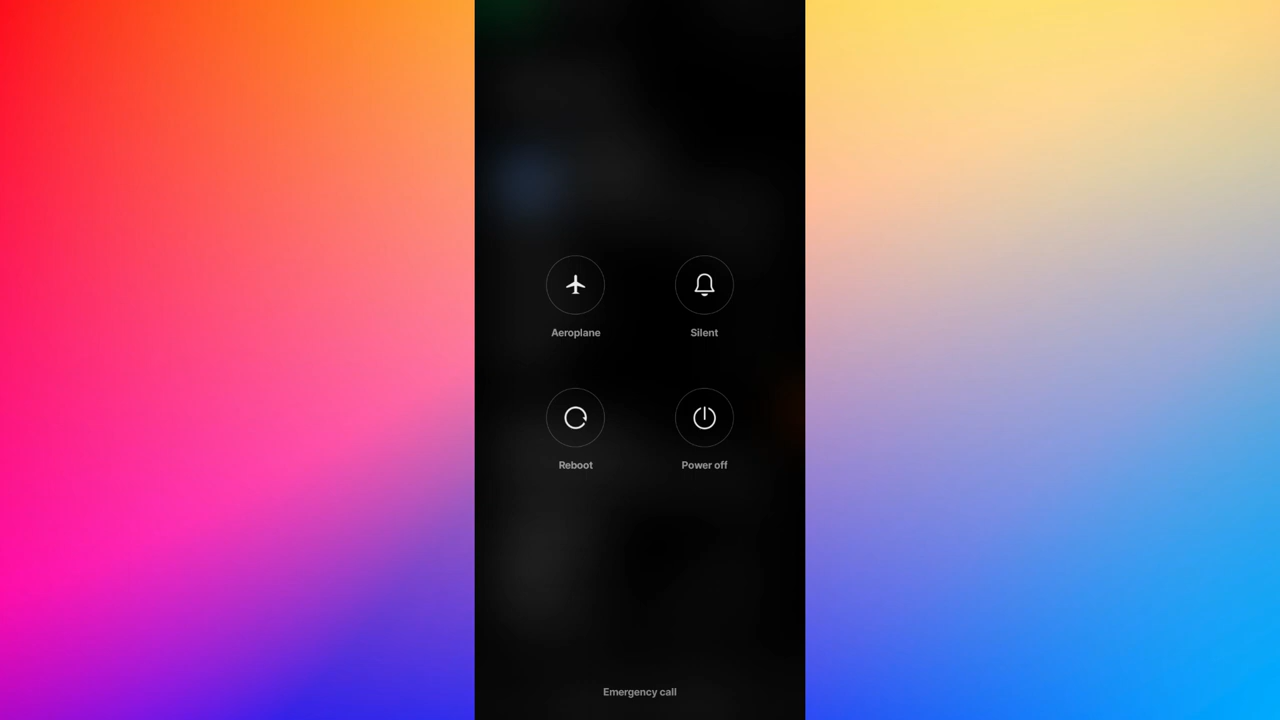 Aeroplane
Silent
Reboot
Power off
Emergency call